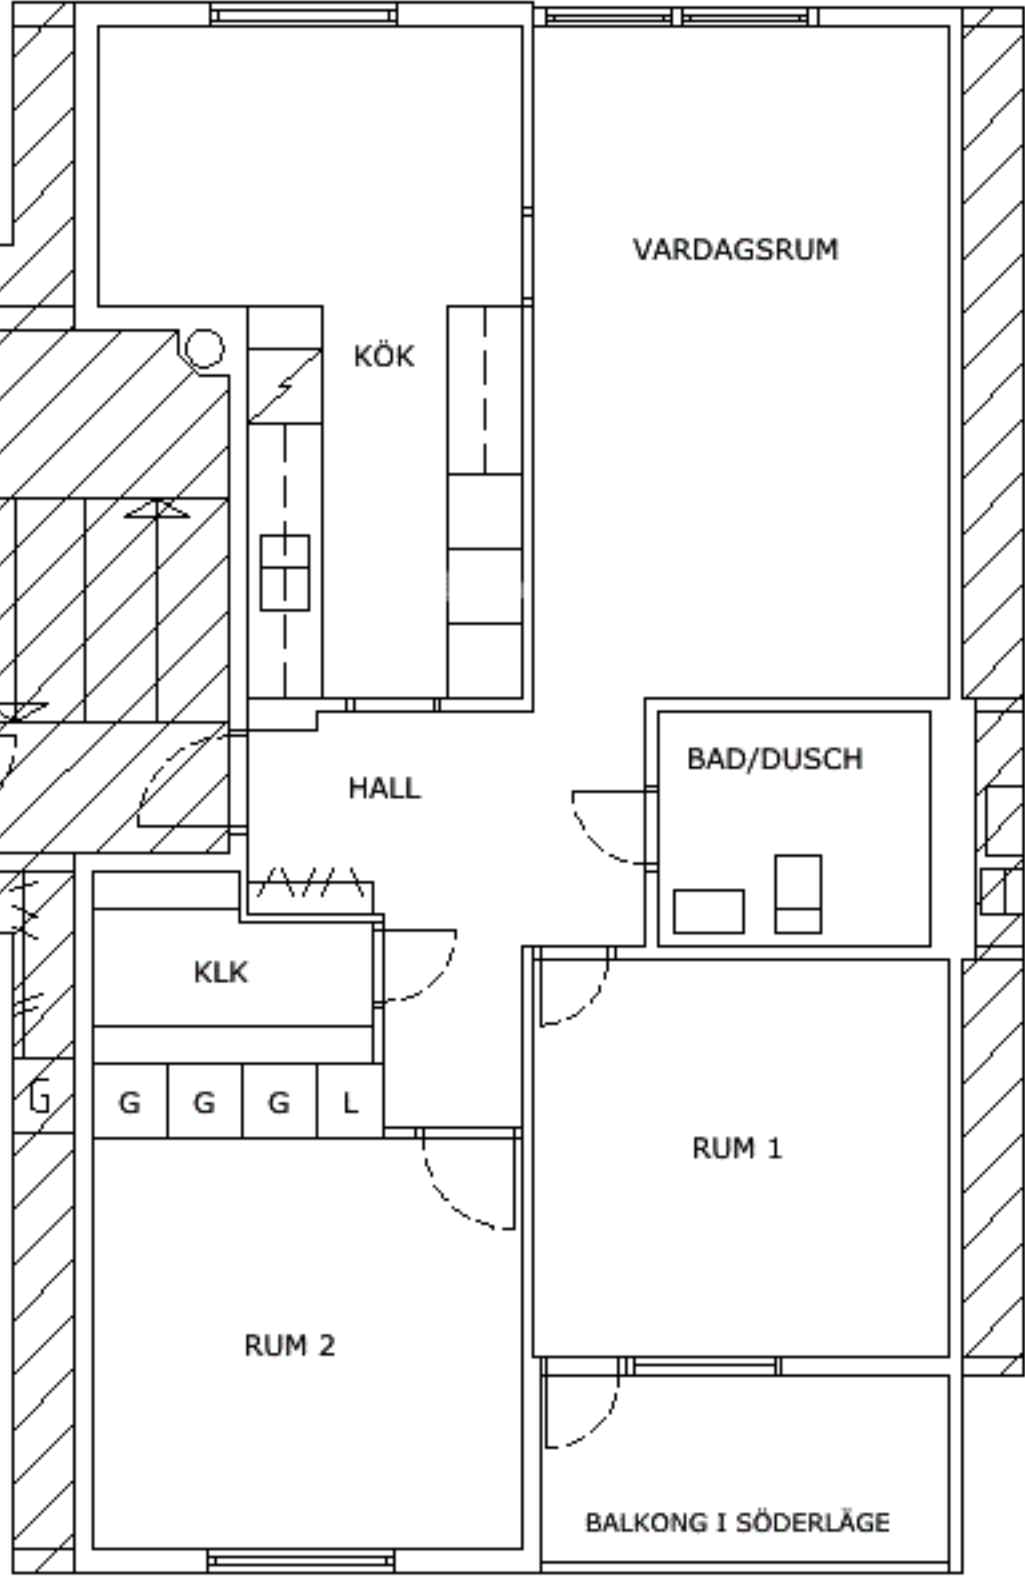 VARDAGSRUM
KÖK
BAD/DUSCH
HALL
KLK
G G G G L
RUM 1
RUM 2
BALKONG I SÖDERLÄGE